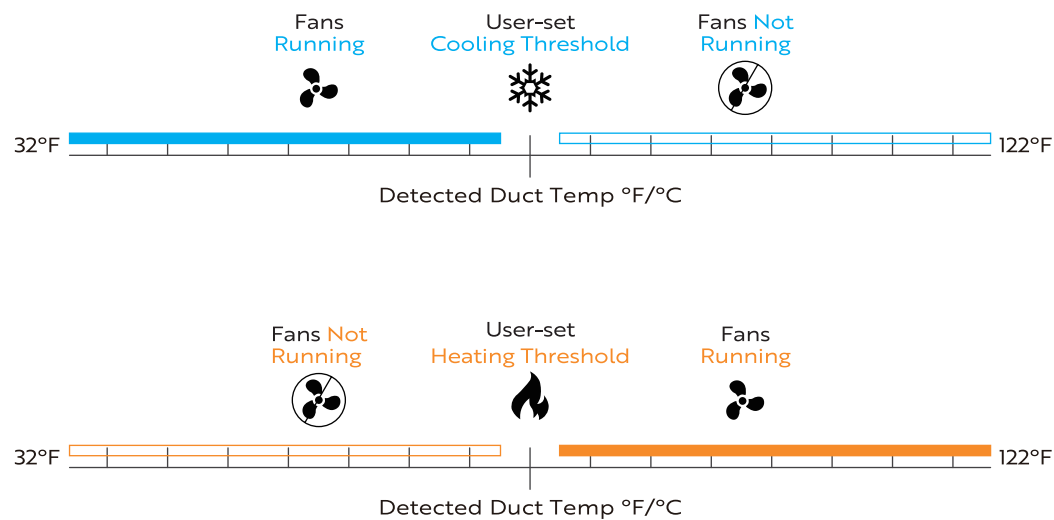 Fans
Running
User-set
Cooling Threshold
Fans Not
Running
32°F
122°F
Detected Duct Temp °F/°C
Fans Not
Running
User-set
Heating Threshold
Fans
Running
32°F
122°F
Detected Duct Temp °F/°C